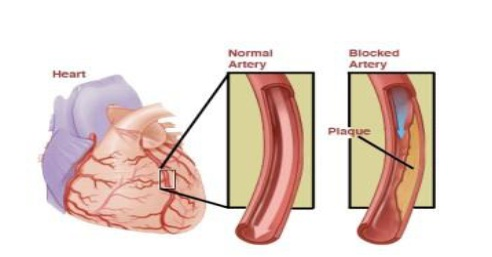 Heart
Normal
Artery
Blocked
Artery
Plaque